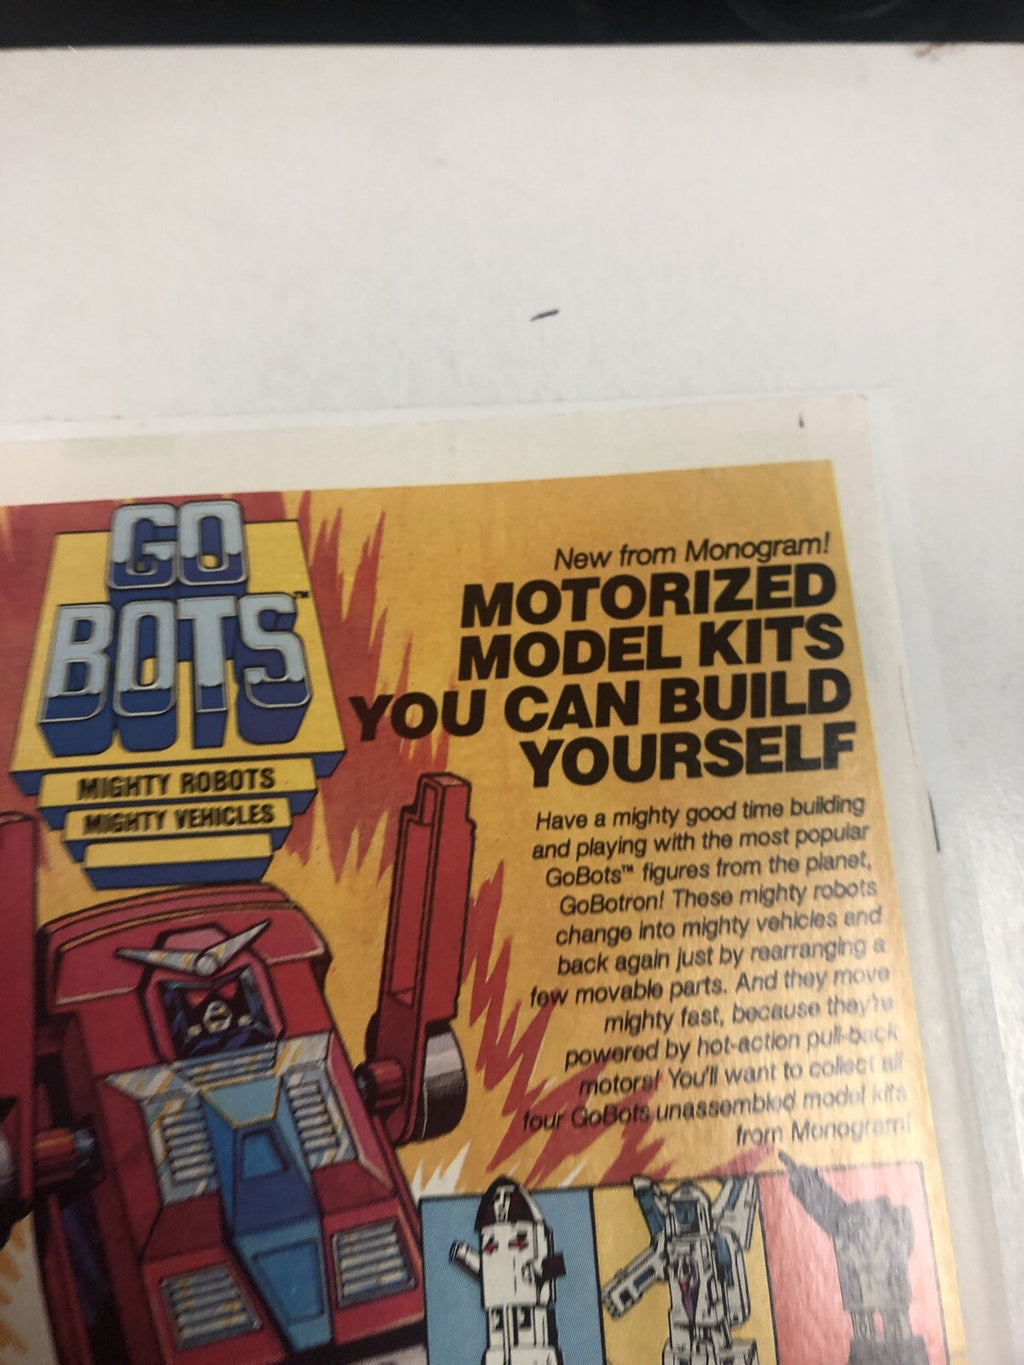 GO
BOTS™
MIGHTY ROBOTS
MIGHTY VEHICLES
New from Monogram!
MOTORIZED
MODEL KITS
YOU CAN BUILD
YOURSELF
Have a mighty good time building
and playing with the most popular
GoBots™ figures from the planet,
GoBotron! These mighty robots
change into mighty vehicles and
back again just by rearranging a
few movable parts. And they move
mighty fast, because they're
powered by hot-action pull-back
motors! You'll want to collect all
four GoBots unassembled model kits
from Monogram!